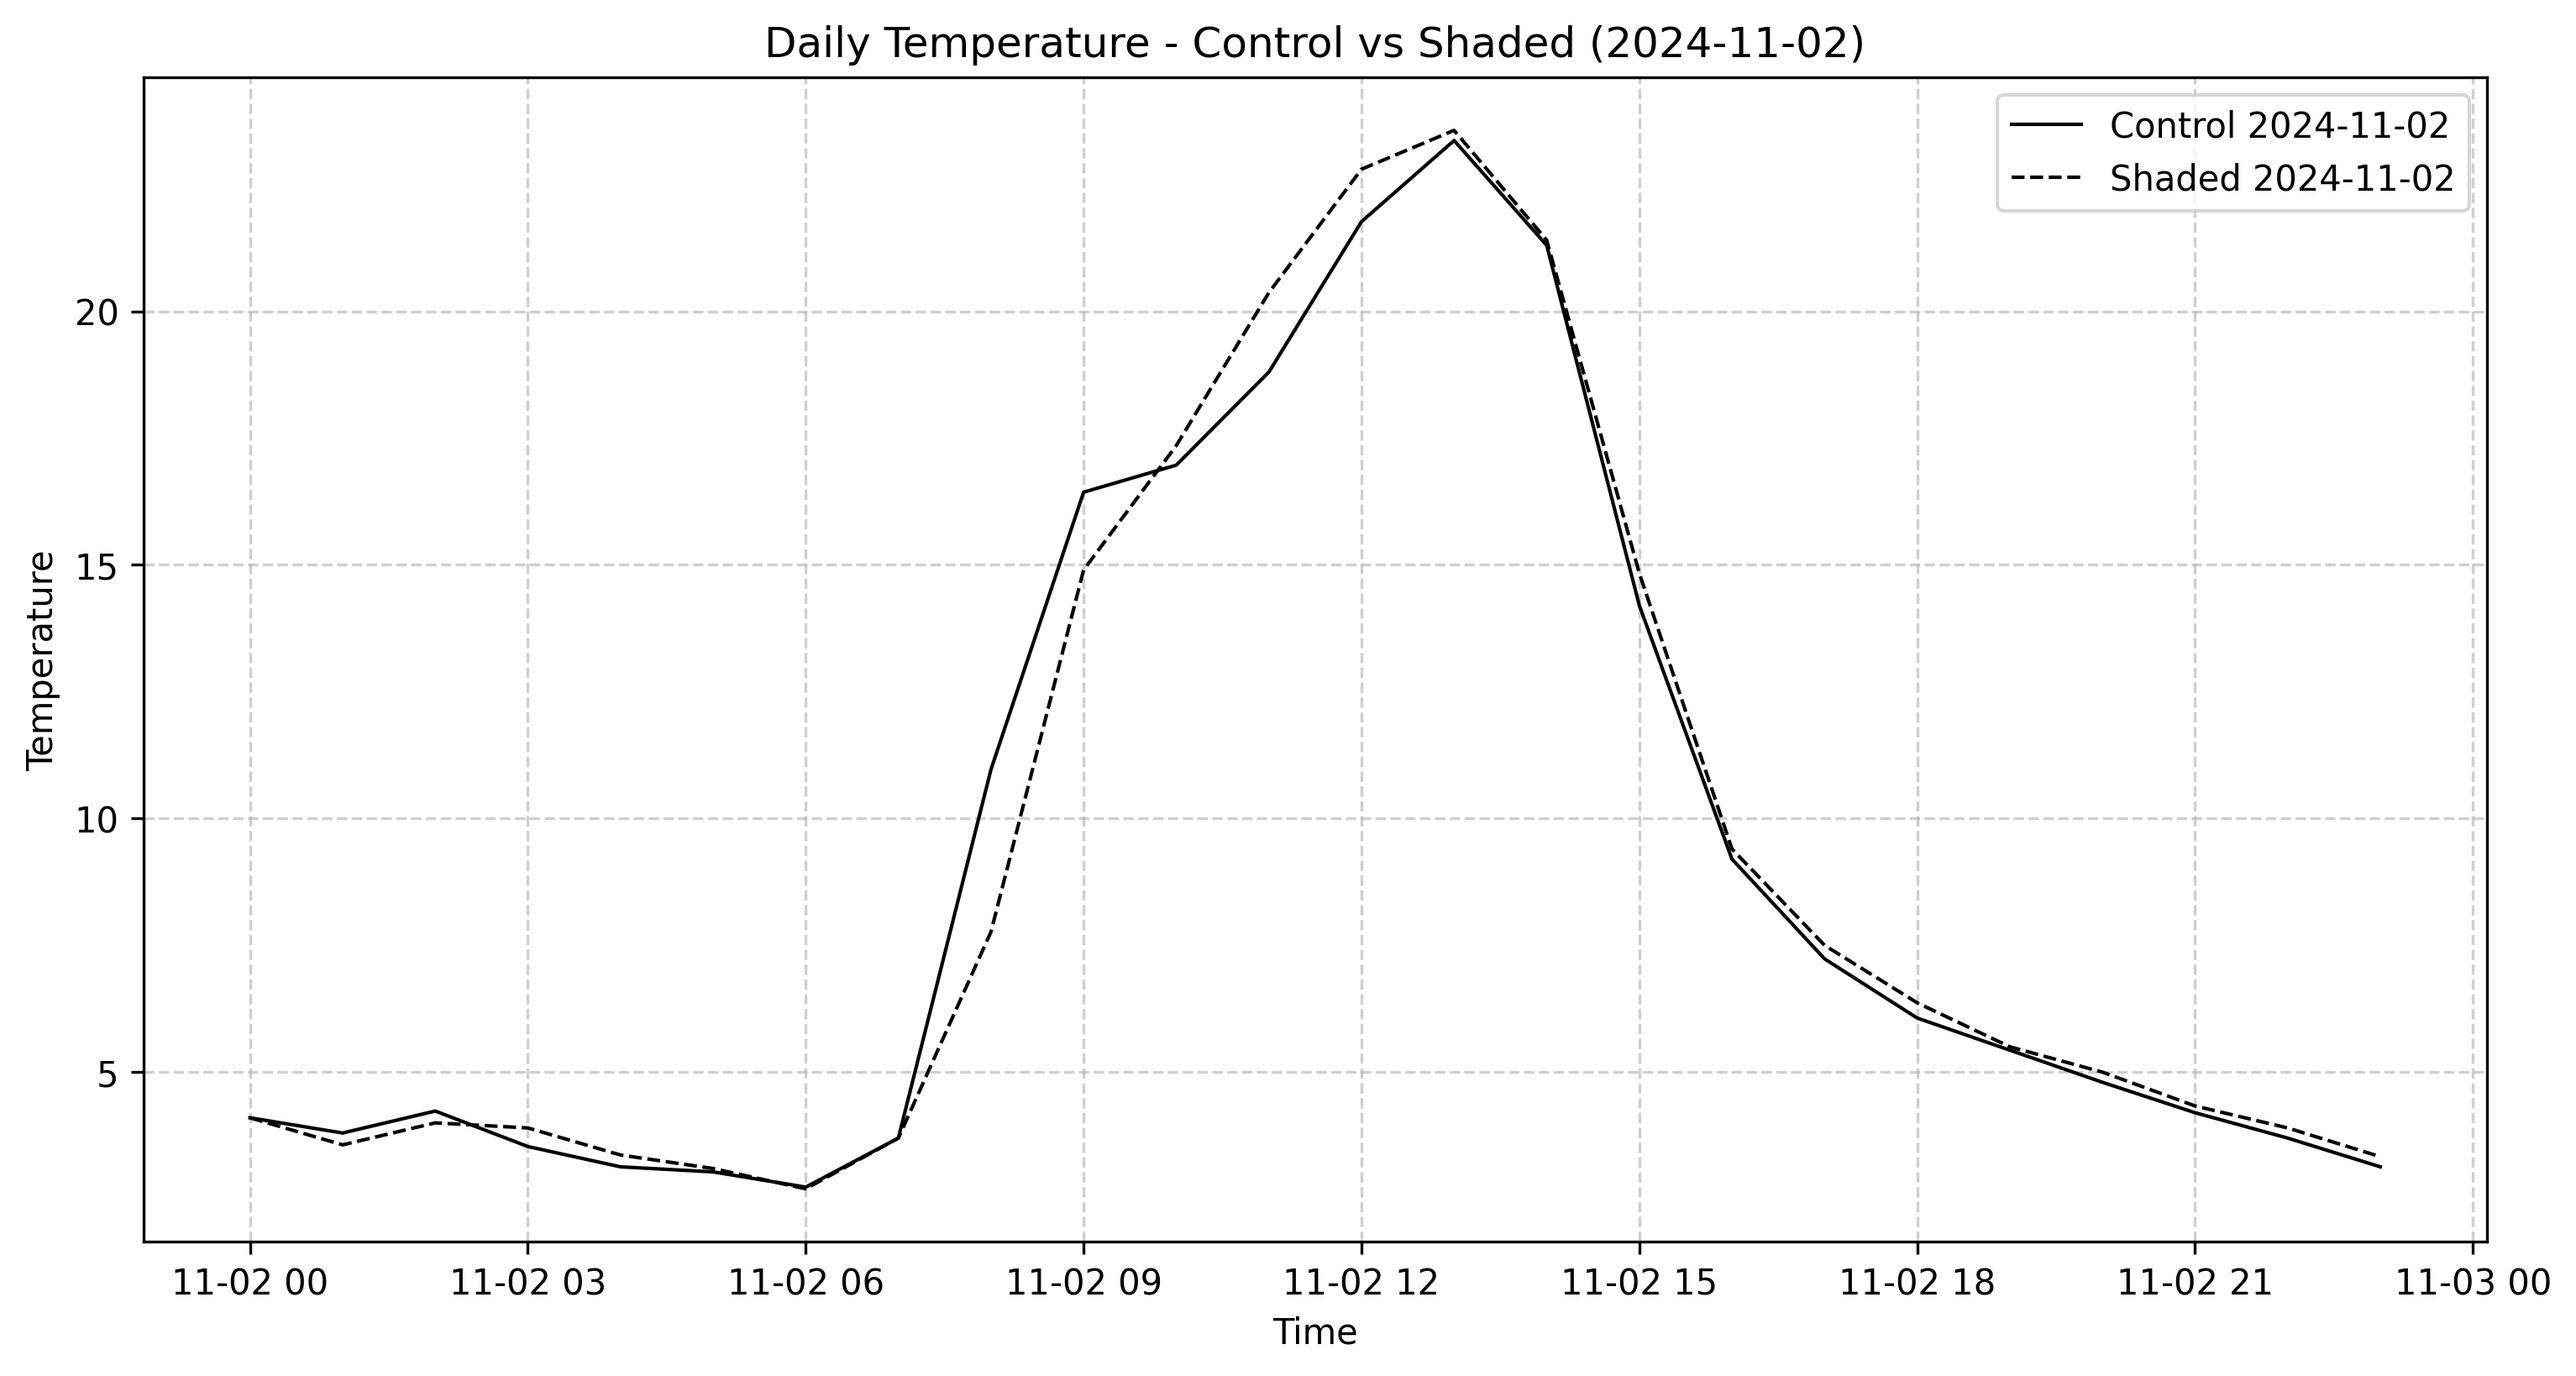 Daily Temperature - Control vs Shaded (2024-11-02)
Control 2024-11-02
Shaded 2024-11-02
Temperature
20
15
10
5
11-02 00
11-02 03
11-02 06
11-02 09
11-02 12
11-02 15
11-02 18
11-02 21
11-03 00
Time